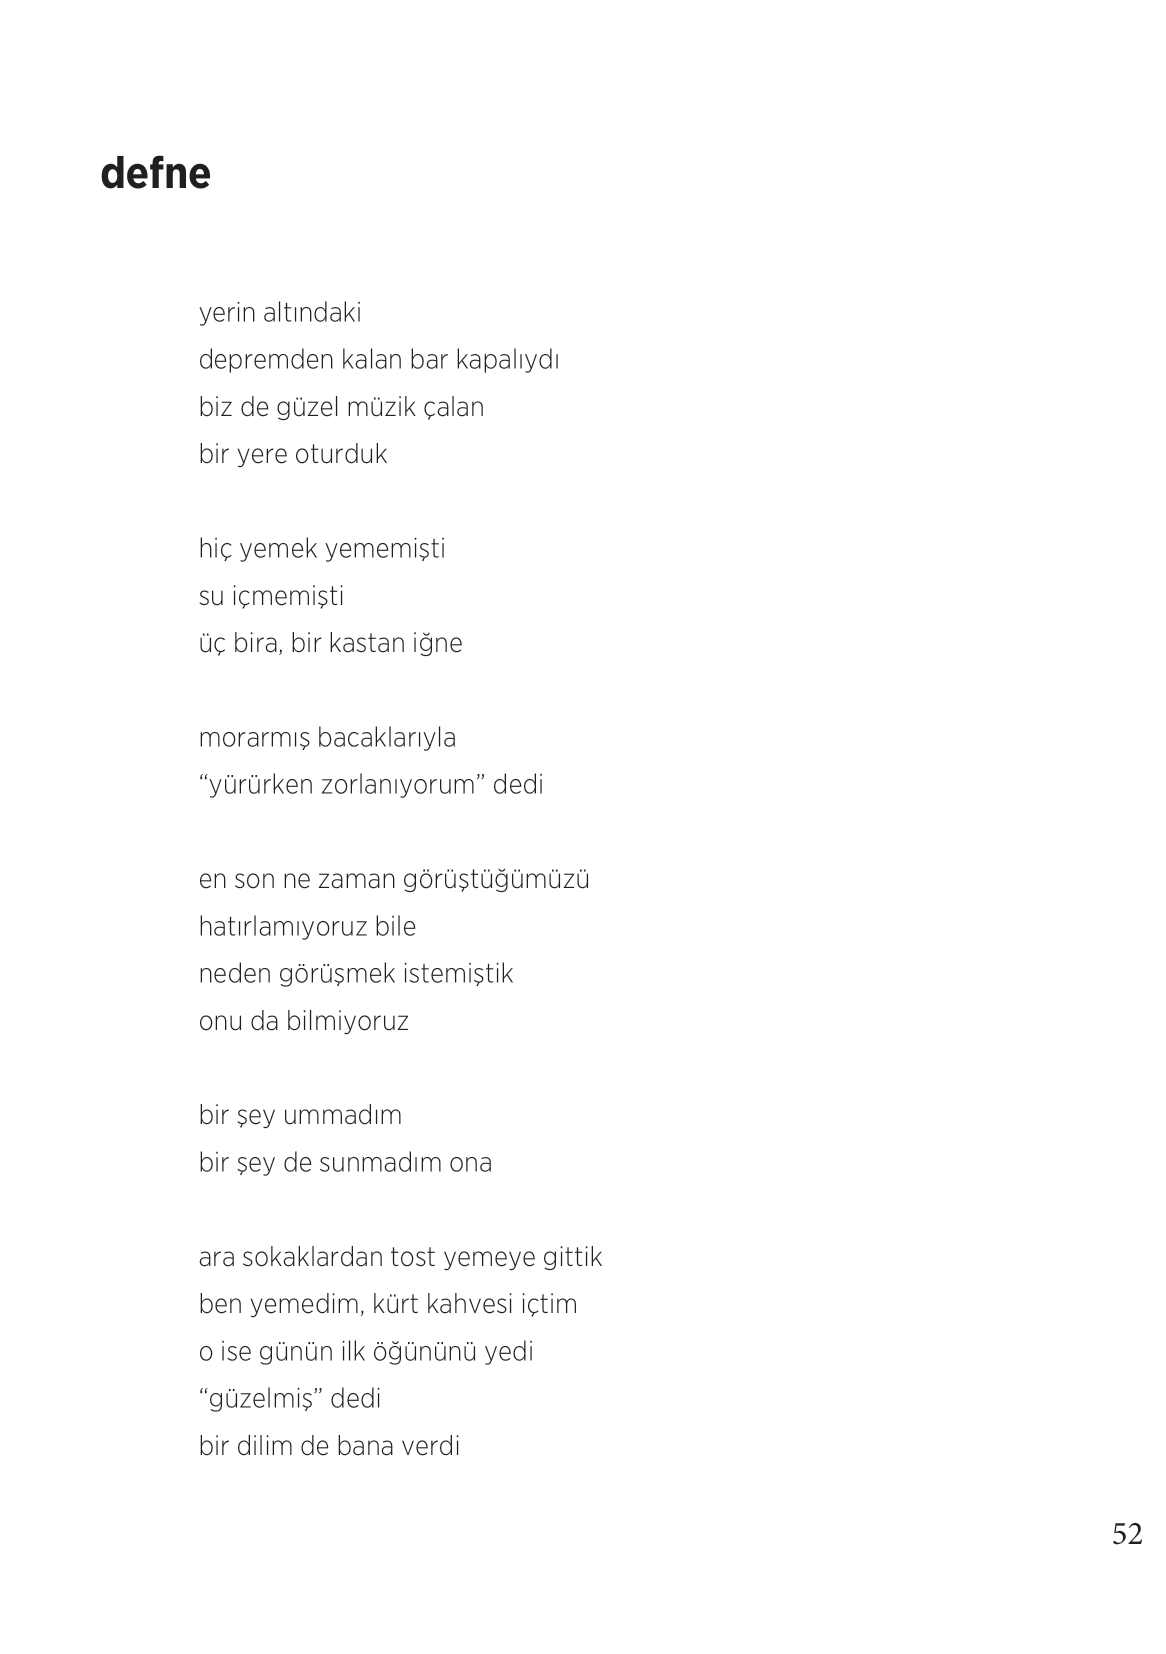 defne
yerin altındaki
depremden kalan bar kapalıydı
biz de güzel müzik çalan
bir yere oturduk
hiç yemek yememişti
su içmemişti
üç bira, bir kastan iğne
morarmış bacaklarıyla
“yürürken zorlanıyorum” dedi
en son ne zaman görüştüğümüzü
hatırlamıyoruz bile
neden görüşmek istemiştik
onu da bilmiyoruz
bir şey ummadım
bir şey de sunmadım ona
ara sokaklardan tost yemeye gittik
ben yemedim, kürt kahvesi içtim
o ise günün ilk öğününü yedi
“güzelmiş” dedi
bir dilim de bana verdi
52